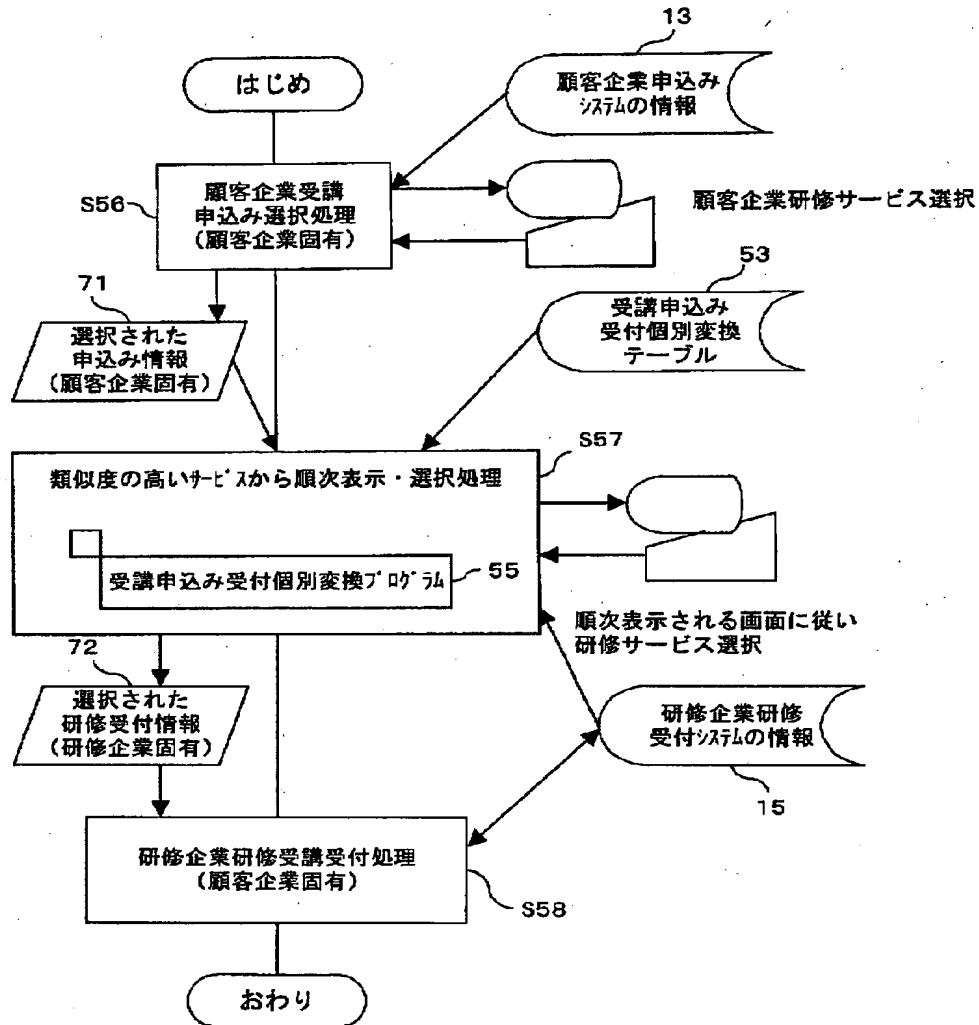 13
はじめ
顧客企業申込み
システムの情報
S56
顧客企業受講
申込み選択処理
(顧客企業固有)
顧客企業研修サービス選択
71
選択された
申込み情報
(顧客企業固有)
53
受講申込み
受付個別変換
テーブル
S57
類似度の高いサービスから順次表示・選択処理
受講申込み受付個別変換プログラム
55
順次表示される画面に従い
研修サービス選択
72
選択された
研修受付情報
(研修企業固有)
研修企業研修
受付システムの情報
15
研修企業研修受講受付処理
(顧客企業固有)
S58
おわり